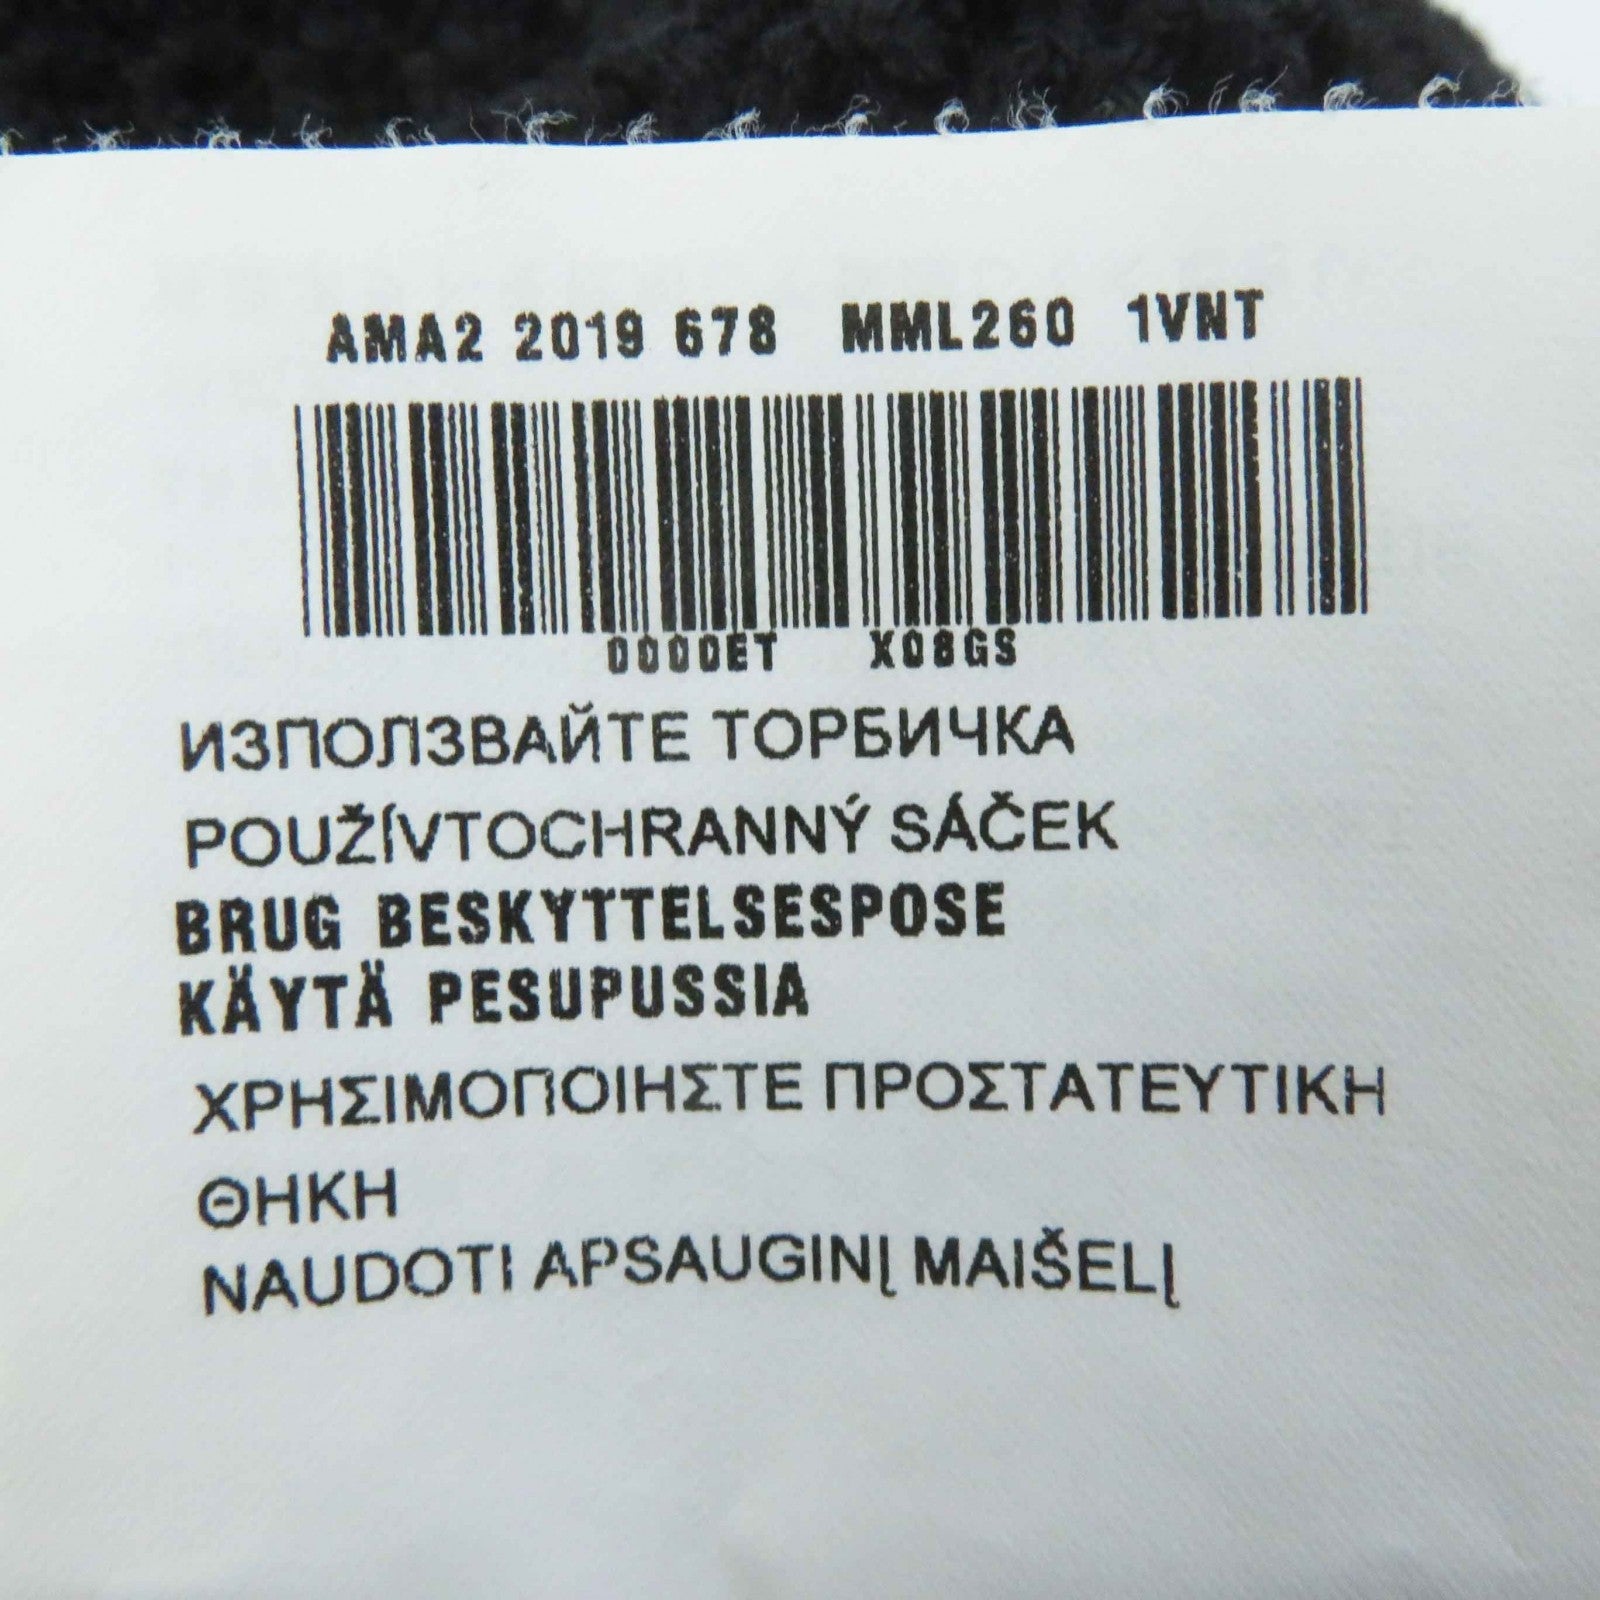 AMA2 2019 678 MML260 1VNT
0000ET X08GS
ИЗПОЛЗВАЙТЕ ТОРБИЧКА
POUŽÍVTOCHRANNÝ SÁČEK
BRUG BESKYTTELSESPOSE
KÄYTÄ PESUPUSSIA
ΧΡΗΣΙΜΟΠΟΙΗΣΤΕ ΠΡΟΣΤΑΤΕΥΤΙΚΗ
ΘΗΚΗ
NAUDOTI APSAUGINĮ MAIŠELĮ